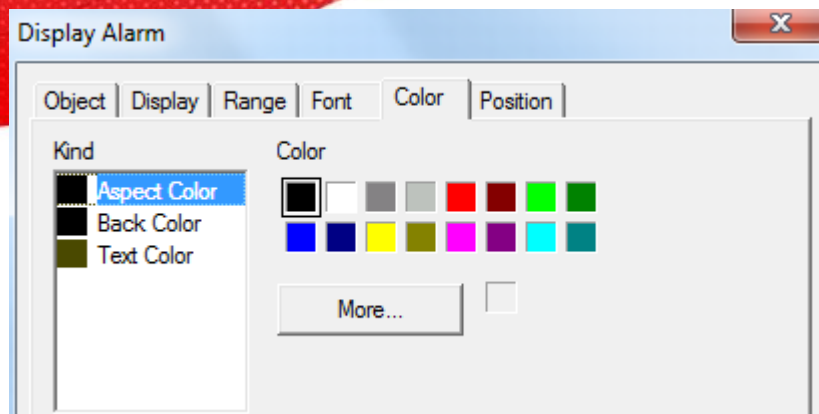 Display Alarm
Object Display Range Font Color Position
Kind
Color
Aspect Color
Back Color
Text Color
More...